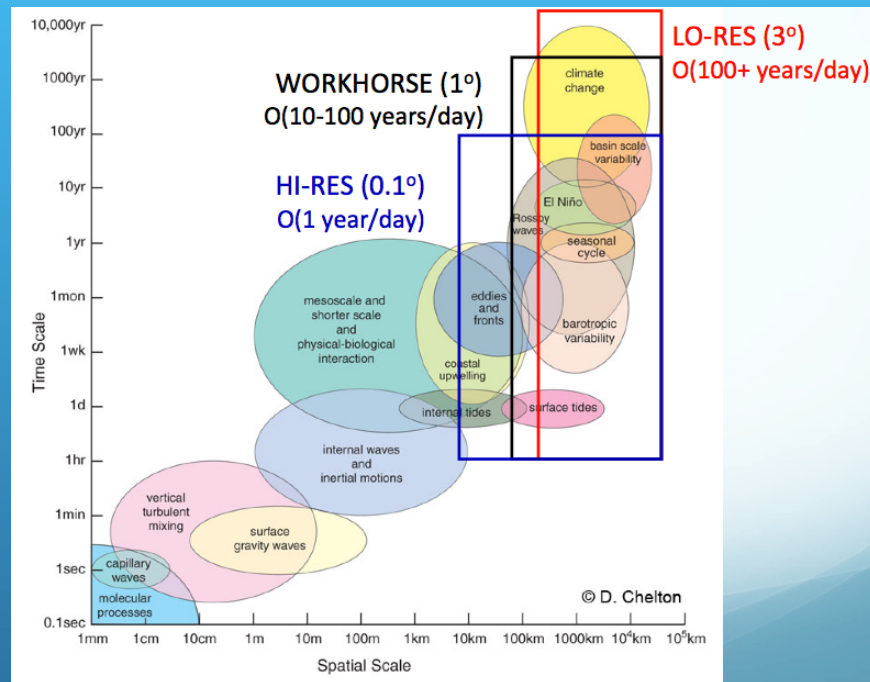 10,000yr
1000yr
100yr
10yr
1yr
1mon
1wk
1d
1hr
1min
1sec
0.1sec
Time Scale
LO-RES (3º)
O(100+ years/day)
WORKHORSE (1º)
O(10-100 years/day)
HI-RES (0.1º)
O(1 year/day)
climate
change
basin scale
variability
El Niño
Rossby
waves
seasonal
cycle
mesoscale and
shorter scale
and
physical-biological
interaction
eddies
and
fronts
barotropic
variability
coastal
upwelling
internal tides
surface tides
internal waves
and
inertial motions
vertical
turbulent
mixing
surface
gravity waves
capillary
waves
molecular
processes
© D. Chelton
1mm
1cm
10cm
1m
10m
100m
1km
10km
100km
1000km
10⁴km
10⁵km
Spatial Scale